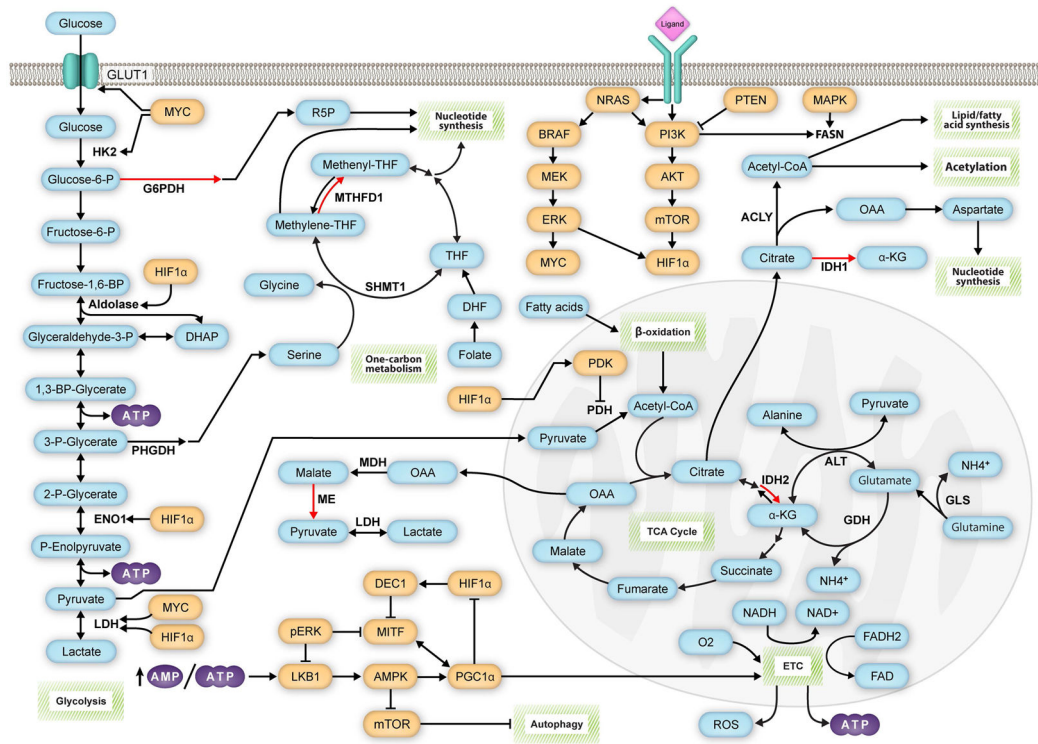 Glucose
GLUT1
MYC
Glucose
HK2
Glucose-6-P
G6PDH
Fructose-6-P
HIF1α
Fructose-1,6-BP
Aldolase
Glyceraldehyde-3-P
DHAP
1,3-BP-Glycerate
ATP
3-P-Glycerate
PHGDH
2-P-Glycerate
ENO1
HIF1α
P-Enolpyruvate
ATP
Pyruvate
MYC
LDH
HIF1α
Lactate
AMP
/
ATP
Glycolysis
R5P
Nucleotide
synthesis
Methenyl-THF
MTHFD1
Methylene-THF
THF
SHMT1
Glycine
DHF
Serine
One-carbon
metabolism
Folate
Ligand
NRAS
PTEN
MAPK
BRAF
PI3K
FASN
MEK
AKT
ERK
mTOR
MYC
HIF1α
Lipid/fatty
acid synthesis
Acetyl-CoA
Acetylation
ACLY
OAA
Aspartate
Citrate
IDH1
α-KG
Nucleotide
synthesis
Fatty acids
β-oxidation
PDK
HIF1α
PDH
Acetyl-CoA
Pyruvate
Alanine
Pyruvate
ALT
Malate
MDH
OAA
ME
Pyruvate
LDH
Lactate
OAA
Citrate
IDH2
α-KG
Glutamate
NH4⁺
GLS
Glutamine
GDH
NH4⁺
TCA Cycle
Malate
Fumarate
Succinate
DEC1
HIF1α
pERK
MITF
LKB1
AMPK
PGC1α
mTOR
Autophagy
NADH
NAD+
O2
FADH2
ETC
FAD
ROS
ATP